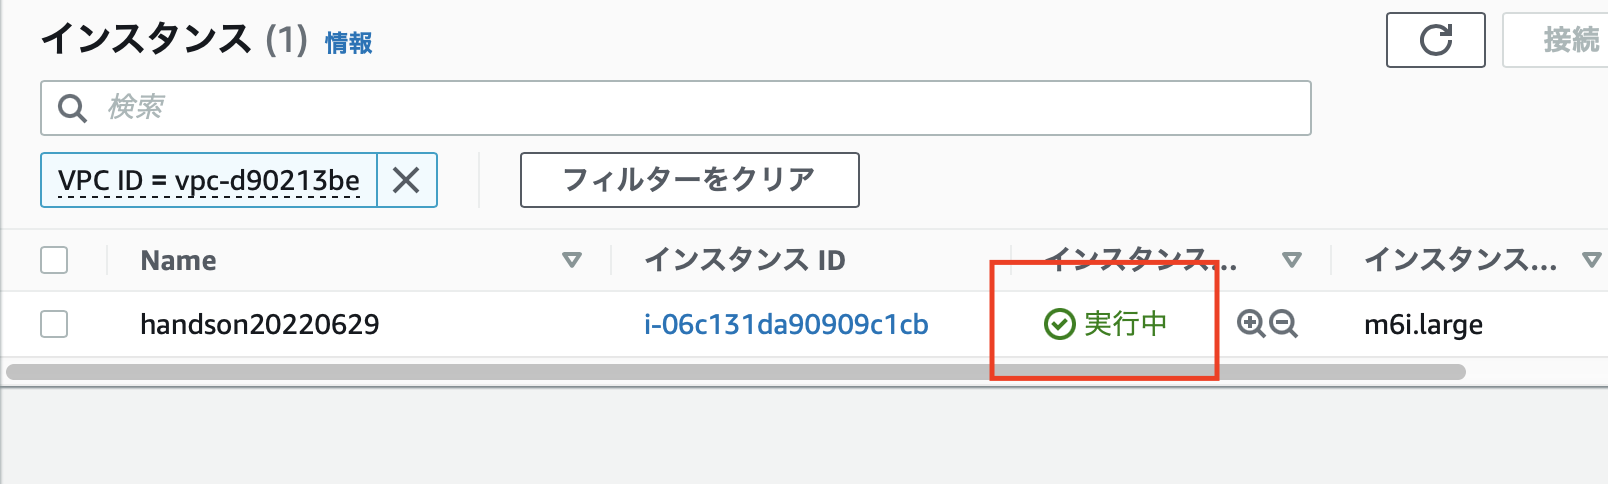 インスタンス (1) 情報
接続
検索
VPC ID = vpc-d90213be
フィルターをクリア
Name インスタンス ID インスタンス... インスタンス...
handson20220629 i-06c131da90909c1cb 実行中 m6i.large